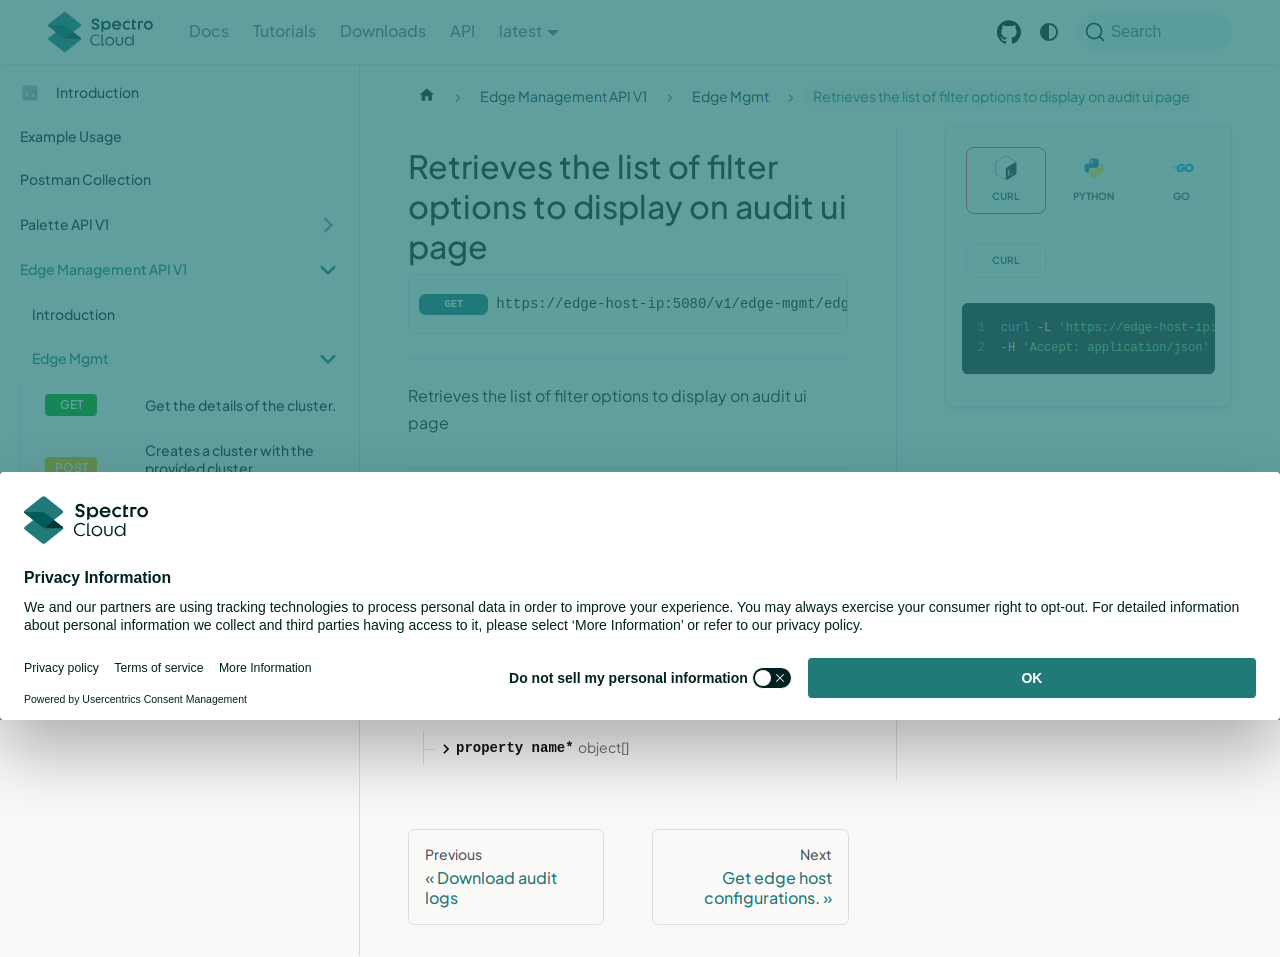 Spectro Cloud
Docs
Tutorials
Downloads
API
latest
Search
Introduction
Example Usage
Postman Collection
Palette API V1
Edge Management API V1
Introduction
Edge Mgmt
GET Get the details of the cluster.
POST Creates a cluster with the
provided cluster
Edge Management API V1
Edge Mgmt
Retrieves the list of filter options to display on audit ui page
Retrieves the list of filter
options to display on audit ui
page
GET https://edge-host-ip:5080/v1/edge-mgmt/edg
Retrieves the list of filter options to display on audit ui
page
CURL
PYTHON
GO
CURL
1 curl -L 'https://edge-host-ip:
2 -H 'Accept: application/json'
Spectro
Cloud
Privacy Information
We and our partners are using tracking technologies to process personal data in order to improve your experience. You may always exercise your consumer right to opt-out. For detailed information
about personal information we collect and third parties having access to it, please select ‘More Information’ or refer to our privacy policy.
Privacy policy
Terms of service
More Information
Powered by Usercentrics Consent Management
Do not sell my personal information
OK
property name* object[]
Previous
« Download audit
logs
Next
Get edge host
configurations. »